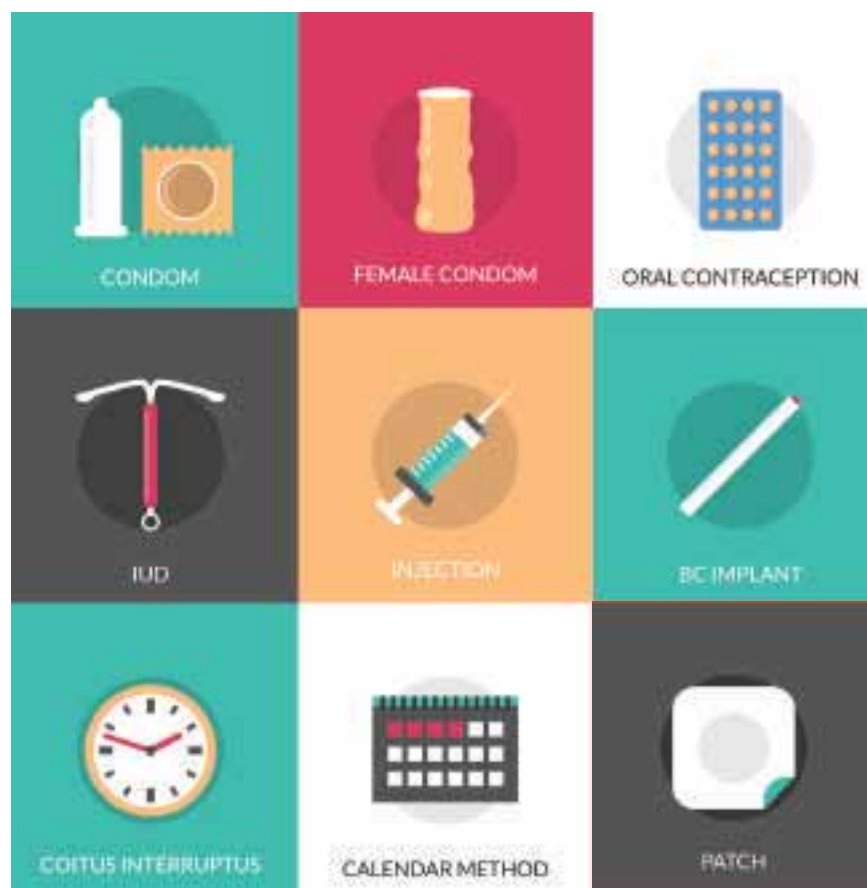 CONDOM
FEMALE CONDOM
ORAL CONTRACEPTION
IUD
INJECTION
BC IMPLANT
COITUS INTERRUPTUS
CALENDAR METHOD
PATCH